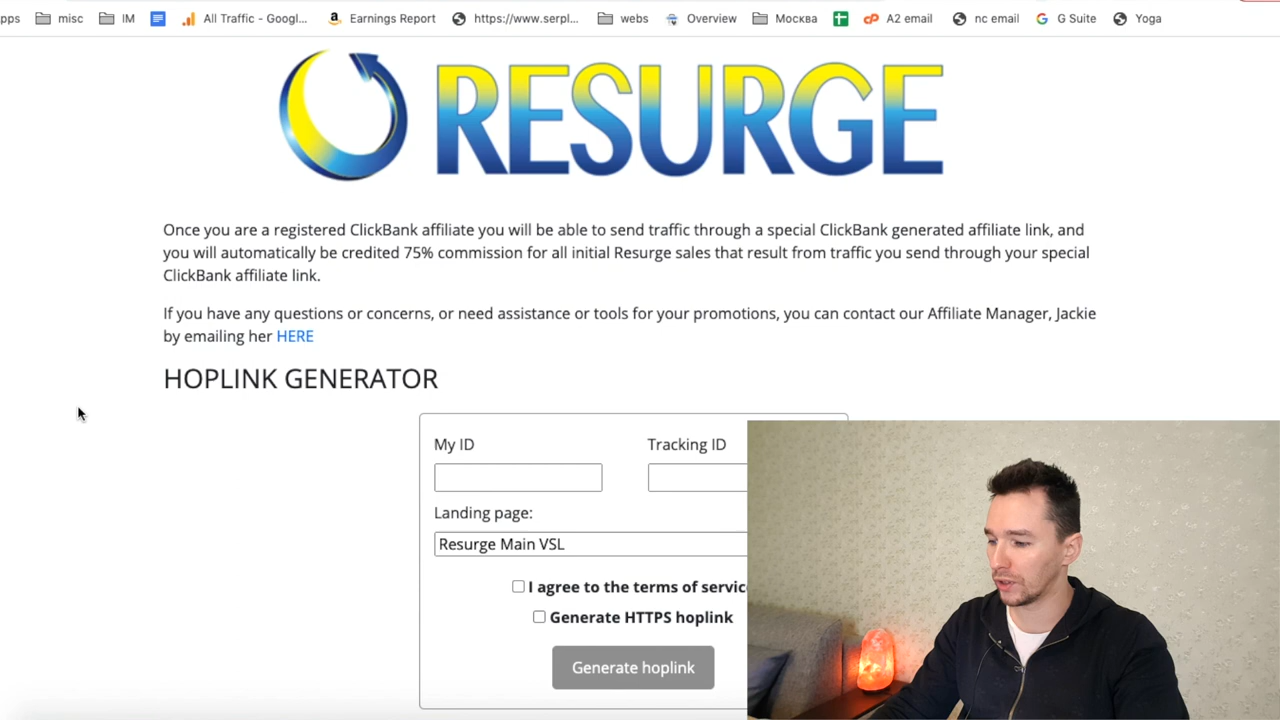 pps misc IM All Traffic - Googl... Earnings Report https://www.serpl... webs Overview Москва A2 email nc email G Suite Yoga
RESURGE
Once you are a registered ClickBank affiliate you will be able to send traffic through a special ClickBank generated affiliate link, and
you will automatically be credited 75% commission for all initial Resurge sales that result from traffic you send through your special
ClickBank affiliate link.
If you have any questions or concerns, or need assistance or tools for your promotions, you can contact our Affiliate Manager, Jackie
by emailing her HERE
HOPLINK GENERATOR
My ID Tracking ID
Landing page:
Resurge Main VSL
I agree to the terms of servic
Generate HTTPS hoplink
Generate hoplink